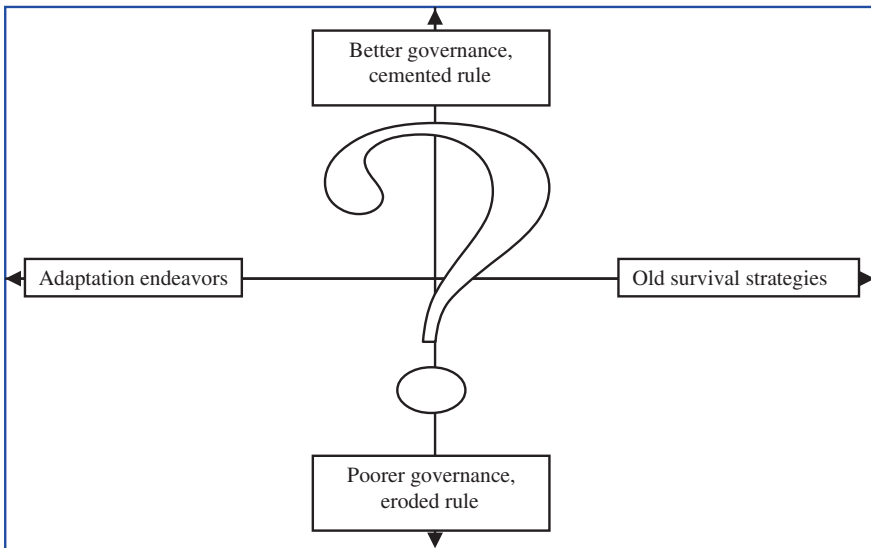 Better governance,
cemented rule
Adaptation endeavors
Old survival strategies
Poorer governance,
eroded rule